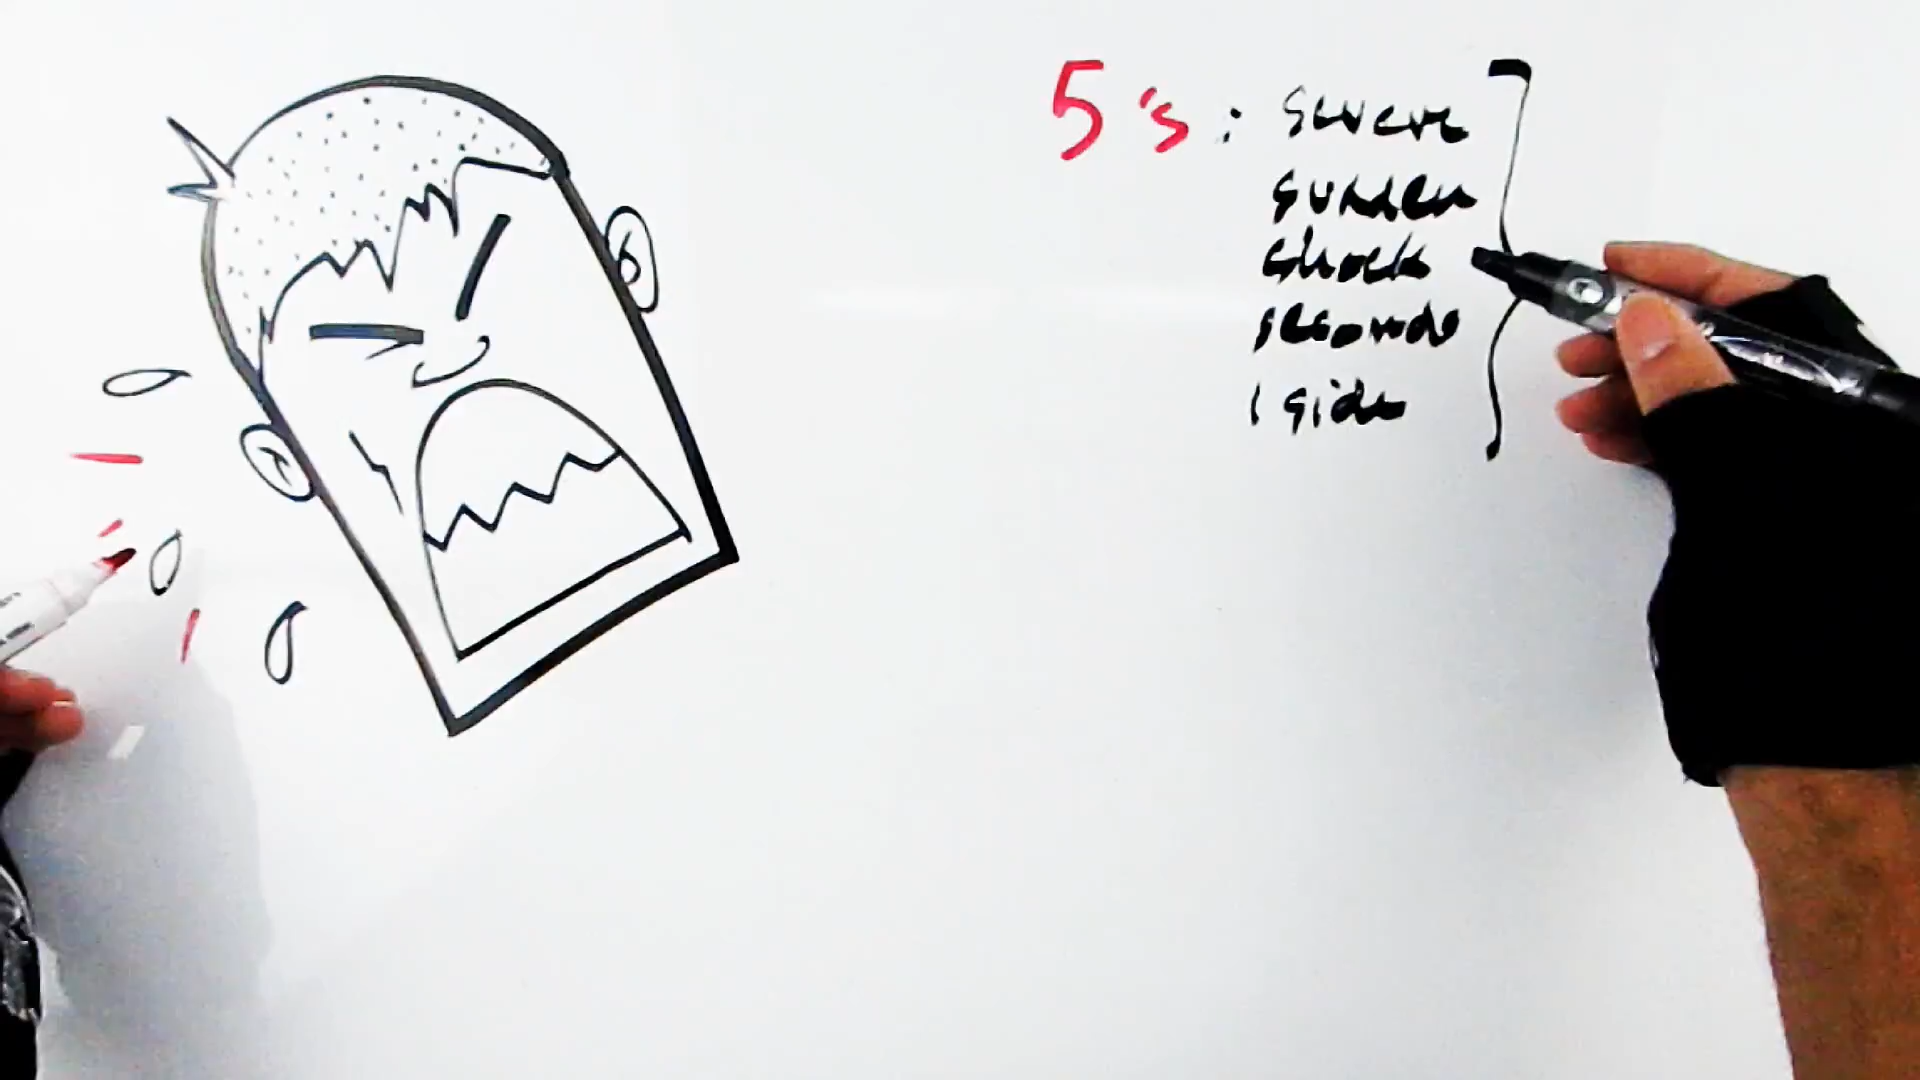 5's: severe
sudden
shock
seconds
1 side